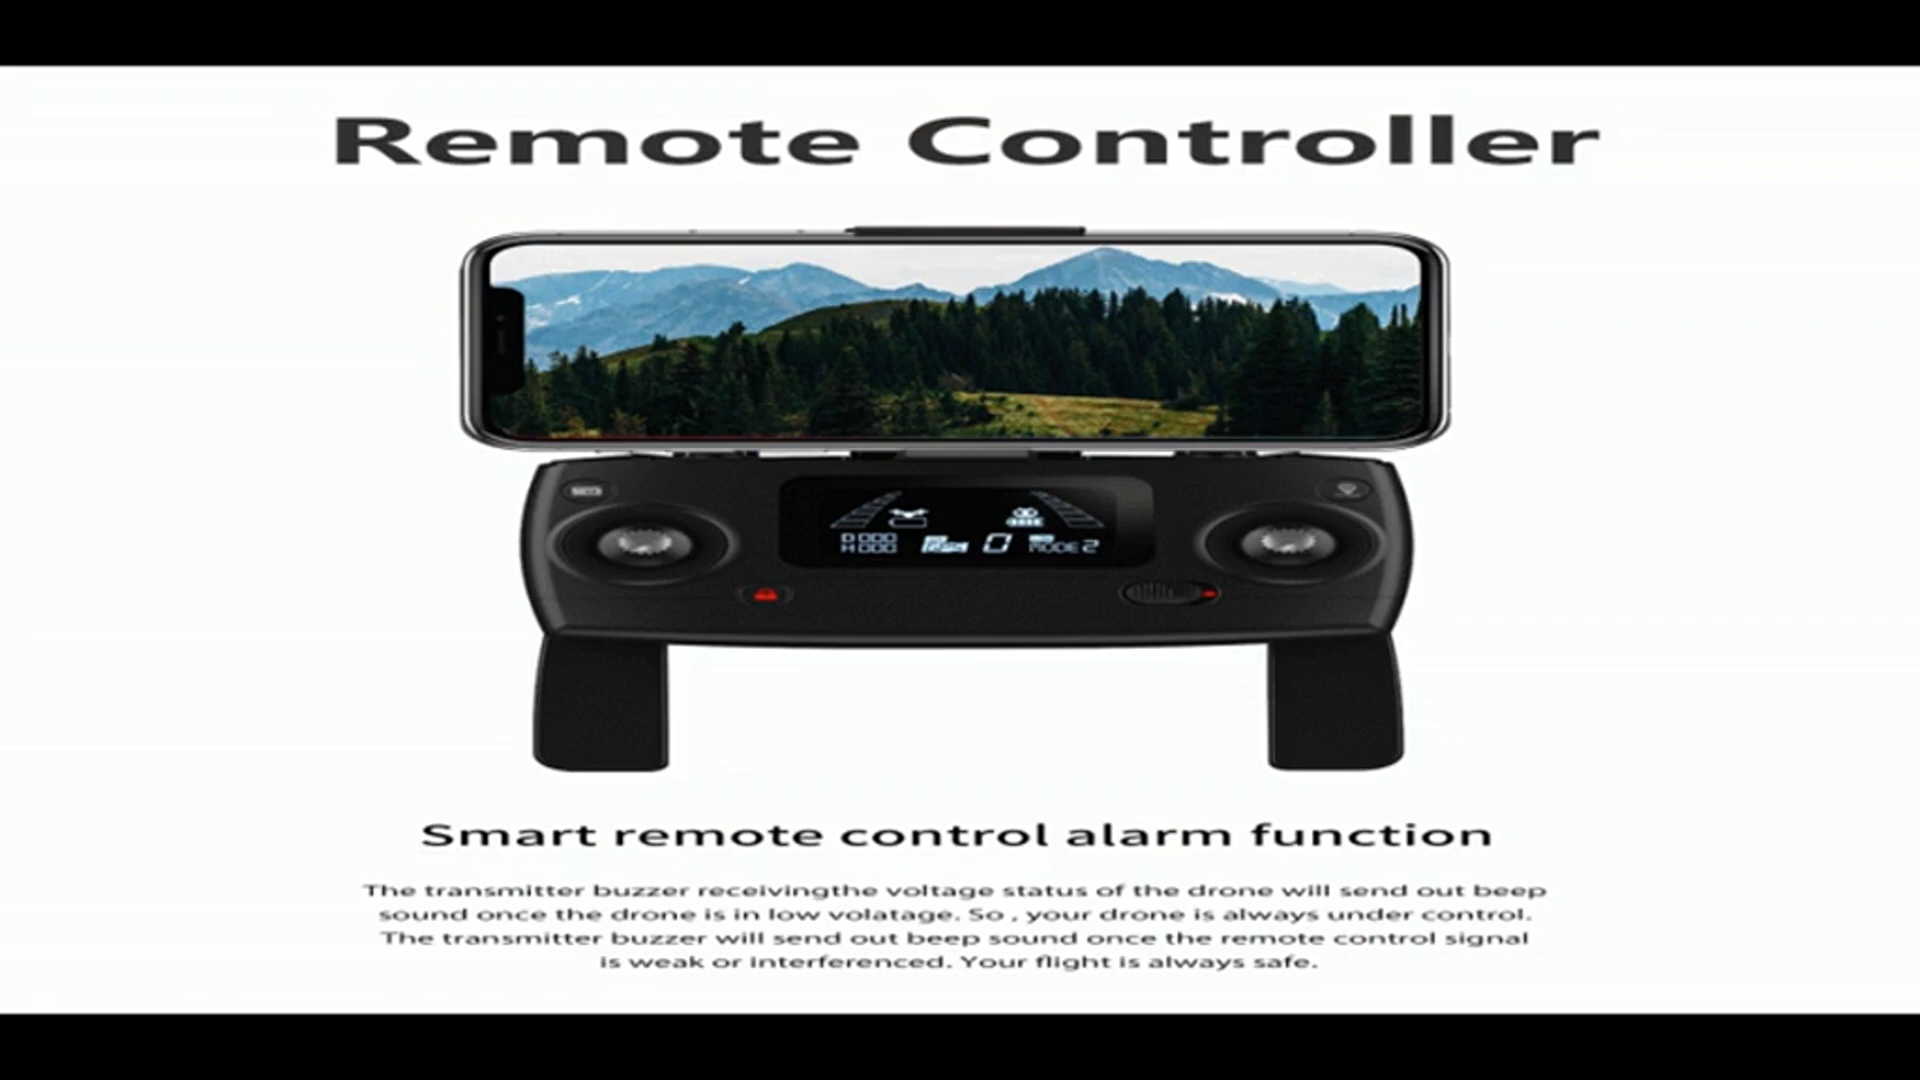 Remote Controller
D 000
H 000
0
MODE 2
Smart remote control alarm function
The transmitter buzzer receivingthe voltage status of the drone will send out beep
sound once the drone is in low volatage. So , your drone is always under control.
The transmitter buzzer will send out beep sound once the remote control signal
is weak or interferenced. Your flight is always safe.